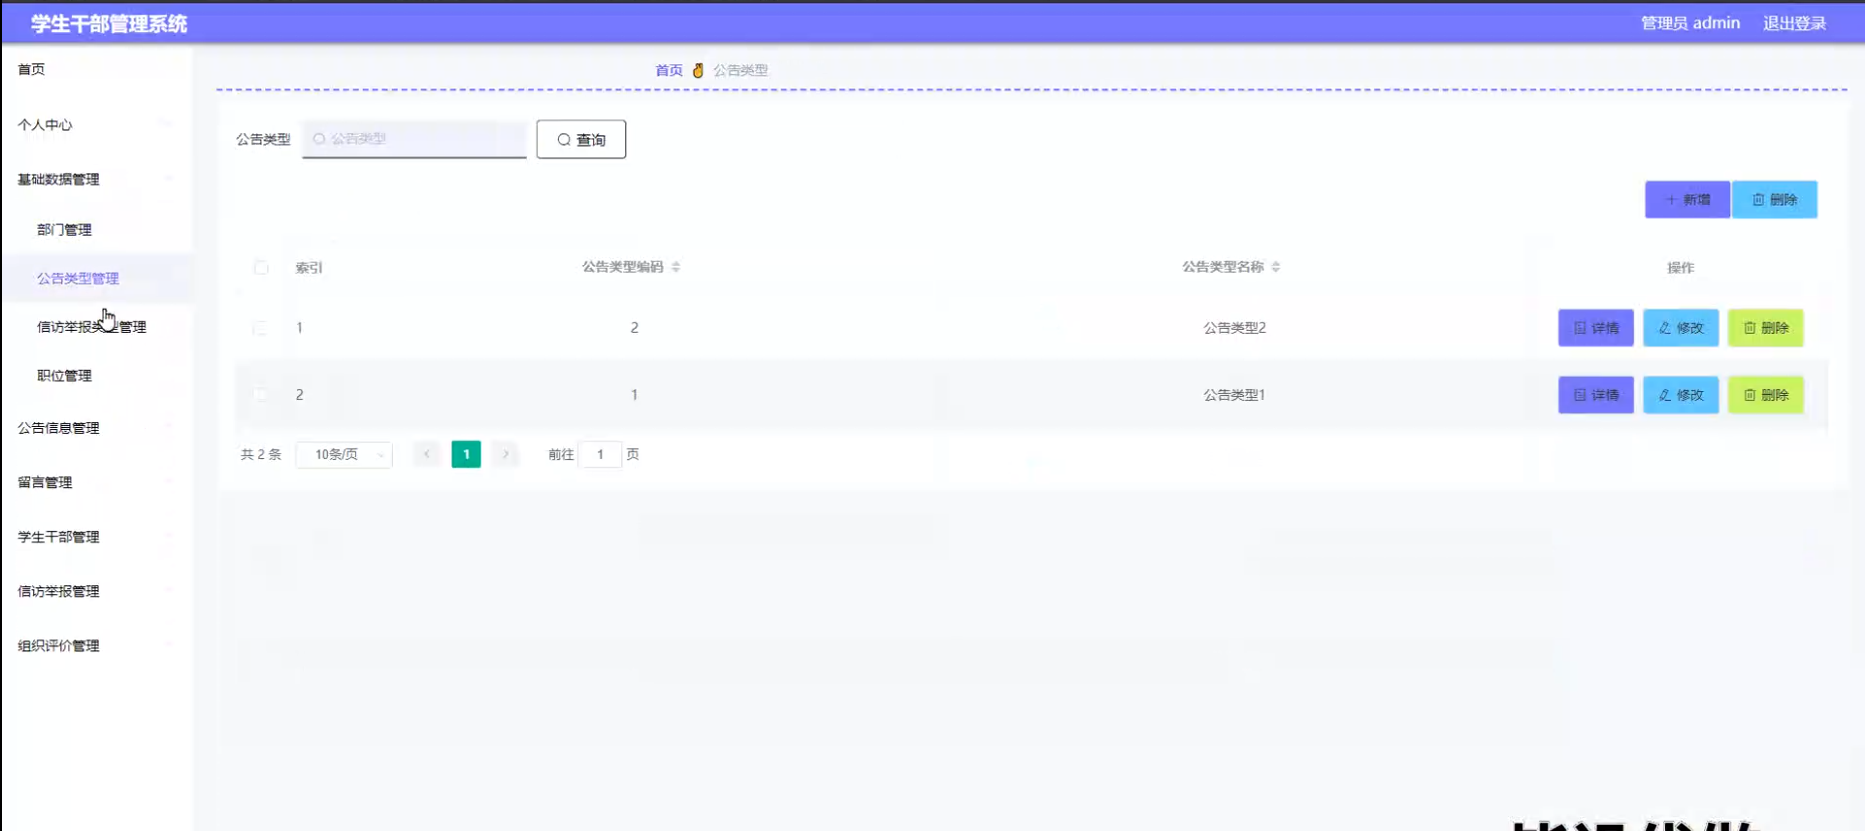 学生干部管理系统
管理员 admin 退出登录
首页
个人中心
基础数据管理
部门管理
公告类型管理
信访举报类型管理
职位管理
公告信息管理
留言管理
学生干部管理
信访举报管理
组织评价管理
首页 公告类型
公告类型 公告类型 查询
新增 删除
索引 公告类型编码 公告类型名称 操作
1 2 公告类型2 详情 修改 删除
2 1 公告类型1 详情 修改 删除
共 2 条 10条/页 1 前往 1 页